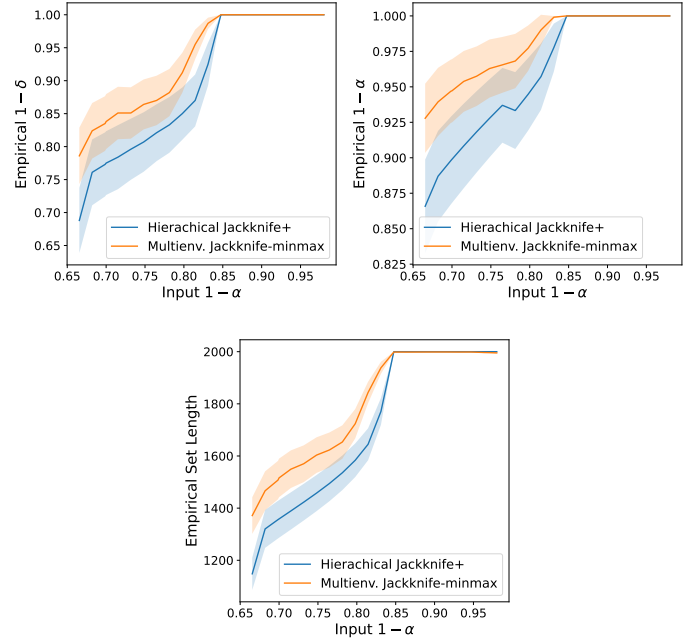 1.00
0.95
0.90
0.85
0.80
0.75
0.70
0.65
Empirical 1 − δ
Hierachical Jackknife+
Multienv. Jackknife-minmax
0.65 0.70 0.75 0.80 0.85 0.90 0.95
Input 1 − α
1.000
0.975
0.950
0.925
0.900
0.875
0.850
0.825
Empirical 1 − α
Hierachical Jackknife+
Multienv. Jackknife-minmax
0.65 0.70 0.75 0.80 0.85 0.90 0.95
Input 1 − α
2000
1800
1600
1400
1200
Empirical Set Length
Hierachical Jackknife+
Multienv. Jackknife-minmax
0.65 0.70 0.75 0.80 0.85 0.90 0.95
Input 1 − α